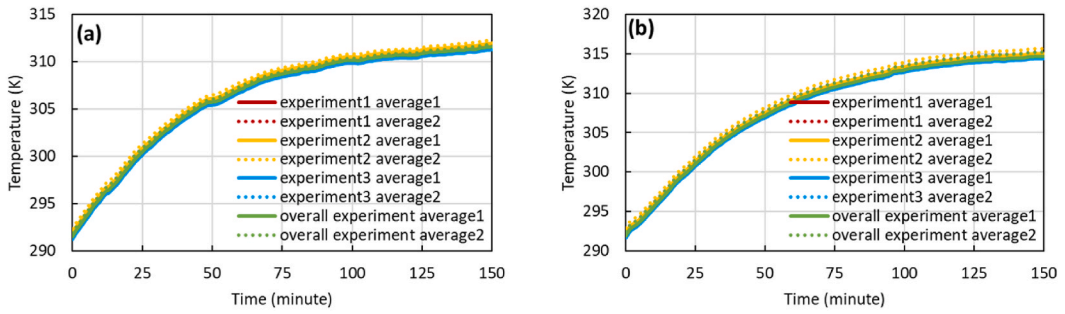 (a)
315
310
305
300
295
290
Temperature (K)
experiment1 average1
experiment1 average2
experiment2 average1
experiment2 average2
experiment3 average1
experiment3 average2
overall experiment average1
overall experiment average2
0 25 50 75 100 125 150
Time (minute)
(b)
320
315
310
305
300
295
290
Temperature (K)
experiment1 average1
experiment1 average2
experiment2 average1
experiment2 average2
experiment3 average1
experiment3 average2
overall experiment average1
overall experiment average2
0 25 50 75 100 125 150
Time (minute)